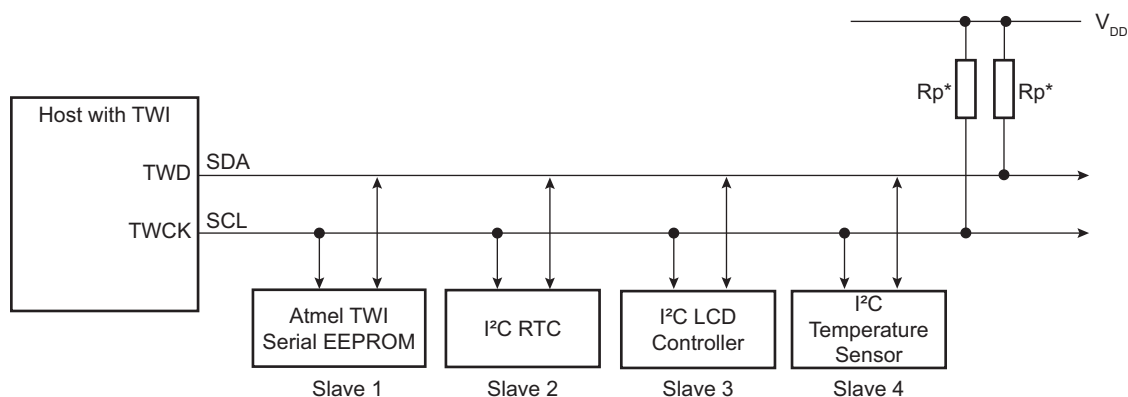 V_DD
Rp* Rp*
Host with TWI
TWD SDA
TWCK SCL
Atmel TWI
Serial EEPROM
I²C RTC
I²C LCD
Controller
I²C
Temperature
Sensor
Slave 1 Slave 2 Slave 3 Slave 4